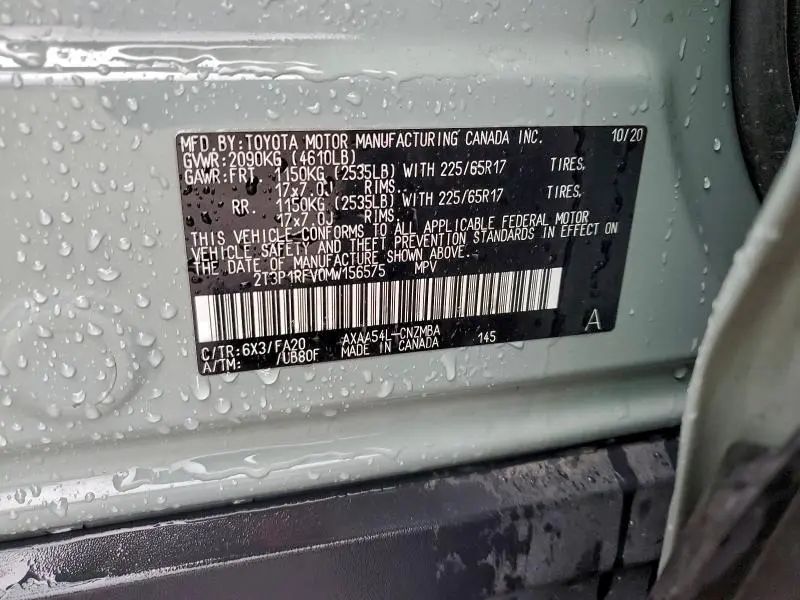 MFD.BY:TOYOTA MOTOR MANUFACTURING CANADA INC. 10/20
GVWR:2090KG (4610LB)
GAWR:FRT. 1150KG (2535LB) WITH 225/65R17 TIRES,
17x7.0J RIMS.
RR. 1150KG (2535LB) WITH 225/65R17 TIRES,
17x7.0J RIMS.
THIS VEHICLE CONFORMS TO ALL APPLICABLE FEDERAL MOTOR
VEHICLE SAFETY AND THEFT PREVENTION STANDARDS IN EFFECT ON
THE DATE OF MANUFACTURE SHOWN ABOVE.
2T3P1RFV0MW156575 MPV
A
C/TR:6X3/FA20 AXAA54L-CNZMBA 145
A/TM: /UB80F MADE IN CANADA